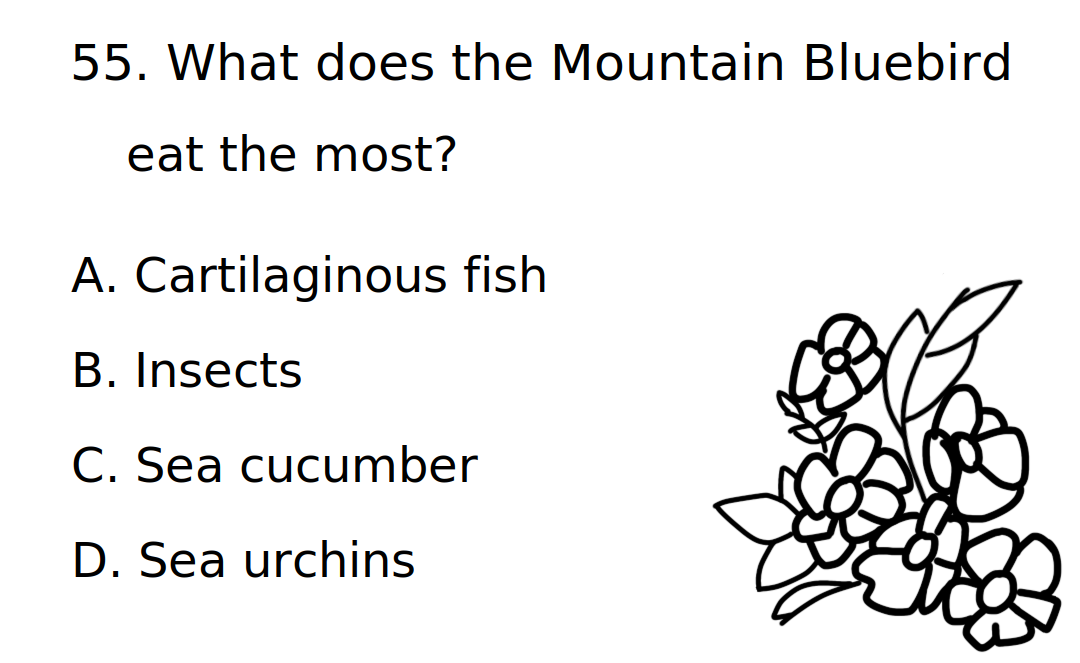 55. What does the Mountain Bluebird
eat the most?
A. Cartilaginous fish
B. Insects
C. Sea cucumber
D. Sea urchins